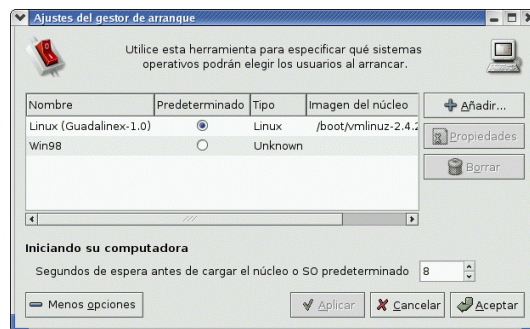 Ajustes del gestor de arranque
Utilice esta herramienta para especificar qué sistemas
operativos podrán elegir los usuarios al arrancar.
Nombre Predeterminado Tipo Imagen del núcleo
Linux (Guadalinex-1.0) Linux /boot/vmlinuz-2.4.2
Win98 Unknown
Añadir...
Propiedades
Borrar
Iniciando su computadora
Segundos de espera antes de cargar el núcleo o SO predeterminado 8
Menos opciones Aplicar Cancelar Aceptar